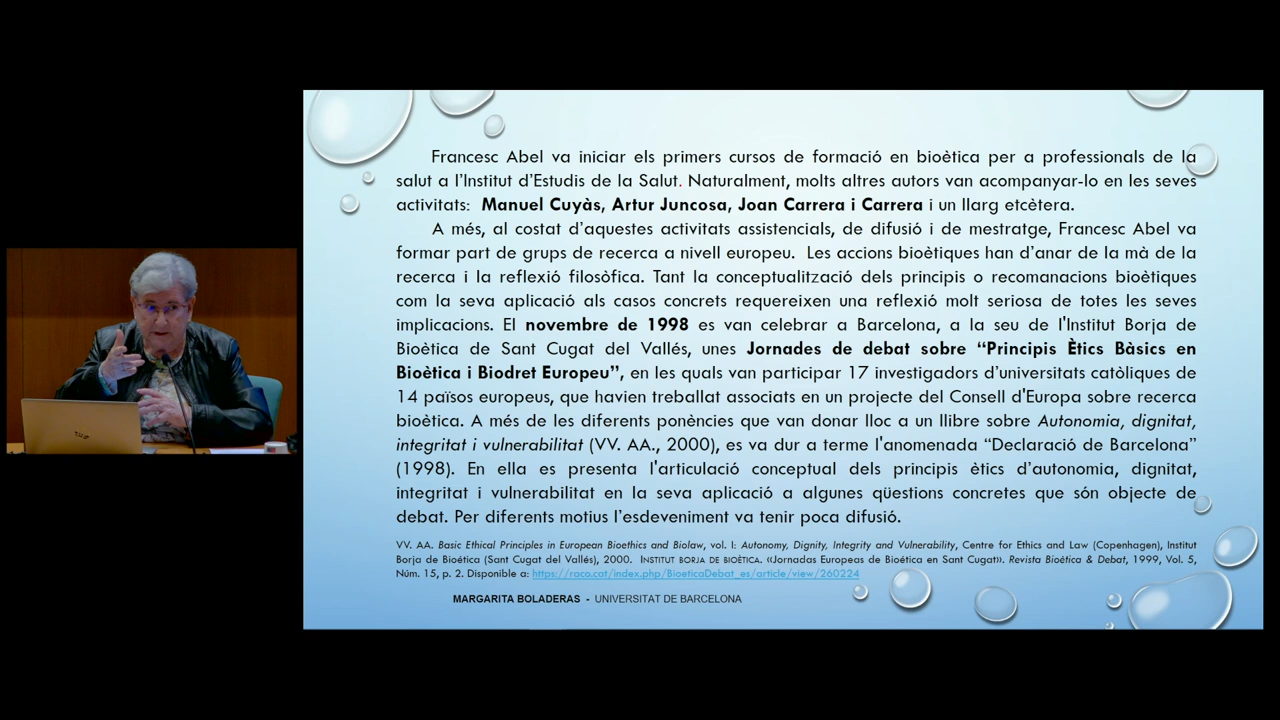 Francesc Abel va iniciar els primers cursos de formació en bioètica per a professionals de la
salut a l’Institut d’Estudis de la Salut. Naturalment, molts altres autors van acompanyar-lo en les seves
activitats: Manuel Cuyàs, Artur Juncosa, Joan Carrera i Carrera i un llarg etcètera.
A més, al costat d’aquestes activitats assistencials, de difusió i de mestratge, Francesc Abel va
formar part de grups de recerca a nivell europeu. Les accions bioètiques han d’anar de la mà de la
recerca i la reflexió filosòfica. Tant la conceptualització dels principis o recomanacions bioètiques
com la seva aplicació als casos concrets requereixen una reflexió molt seriosa de totes les seves
implicacions. El novembre de 1998 es van celebrar a Barcelona, a la seu de l'Institut Borja de
Bioètica de Sant Cugat del Vallés, unes Jornades de debat sobre “Principis Ètics Bàsics en
Bioètica i Biodret Europeu”, en les quals van participar 17 investigadors d’universitats catòliques de
14 països europeus, que havien treballat associats en un projecte del Consell d'Europa sobre recerca
bioètica. A més de les diferents ponències que van donar lloc a un llibre sobre Autonomia, dignitat,
integritat i vulnerabilitat (VV. AA., 2000), es va dur a terme l'anomenada “Declaració de Barcelona”
(1998). En ella es presenta l'articulació conceptual dels principis ètics d’autonomia, dignitat,
integritat i vulnerabilitat en la seva aplicació a algunes qüestions concretes que són objecte de
debat. Per diferents motius l’esdeveniment va tenir poca difusió.
VV. AA. Basic Ethical Principles in European Bioethics and Biolaw, vol. I: Autonomy, Dignity, Integrity and Vulnerability, Centre for Ethics and Law (Copenhagen), Institut
Borja de Bioética (Sant Cugat del Vallés), 2000. INSTITUT BORJA DE BIOÈTICA. «Jornadas Europeas de Bioética en Sant Cugat». Revista Bioètica & Debat, 1999, Vol. 5,
Núm. 15, p. 2. Disponible a: https://raco.cat/index.php/BioeticaDebat_es/article/view/260224
MARGARITA BOLADERAS - UNIVERSITAT DE BARCELONA